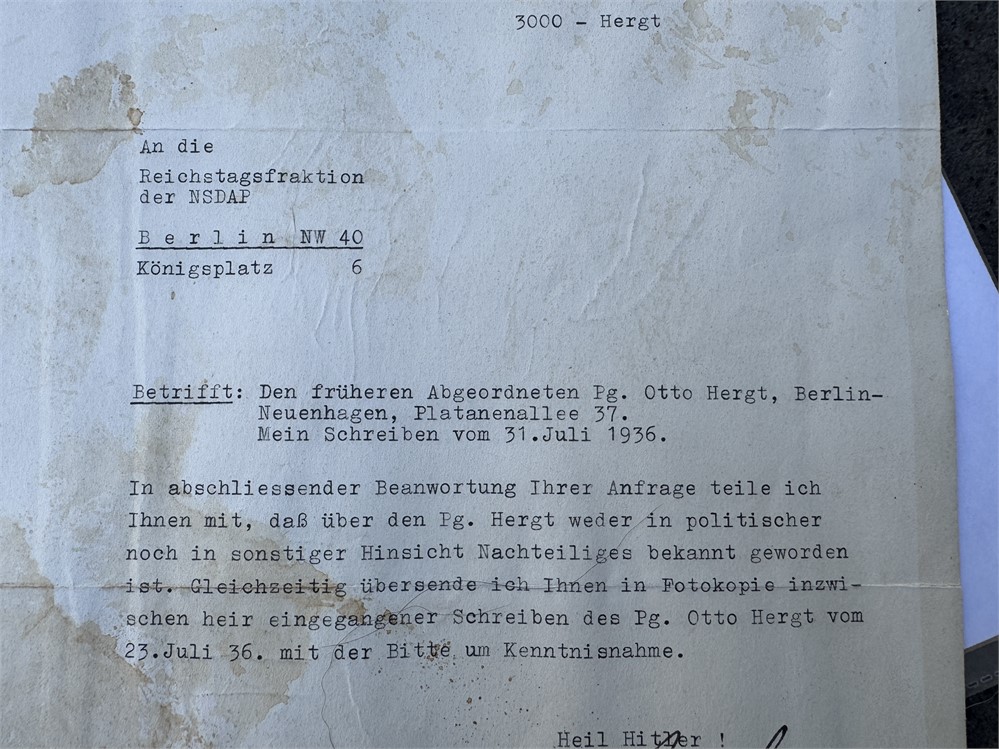 3000 - Hergt
An die
Reichstagsfraktion
der NSDAP
B e r l i n NW 40
Königsplatz 6
Betrifft: Den früheren Abgeordneten Pg. Otto Hergt, Berlin-
Neuenhagen, Platanenallee 37.
Mein Schreiben vom 31.Juli 1936.
In abschliessender Beanwortung Ihrer Anfrage teile ich
Ihnen mit, daß über den Pg. Hergt weder in politischer
noch in sonstiger Hinsicht Nachteiliges bekannt geworden
ist. Gleichzeitig übersende ich Ihnen in Fotokopie inzwi-
schen heir eingegangener Schreiben des Pg. Otto Hergt vom
23.Juli 36. mit der Bitte um Kenntnisnahme.
Heil Hitler !